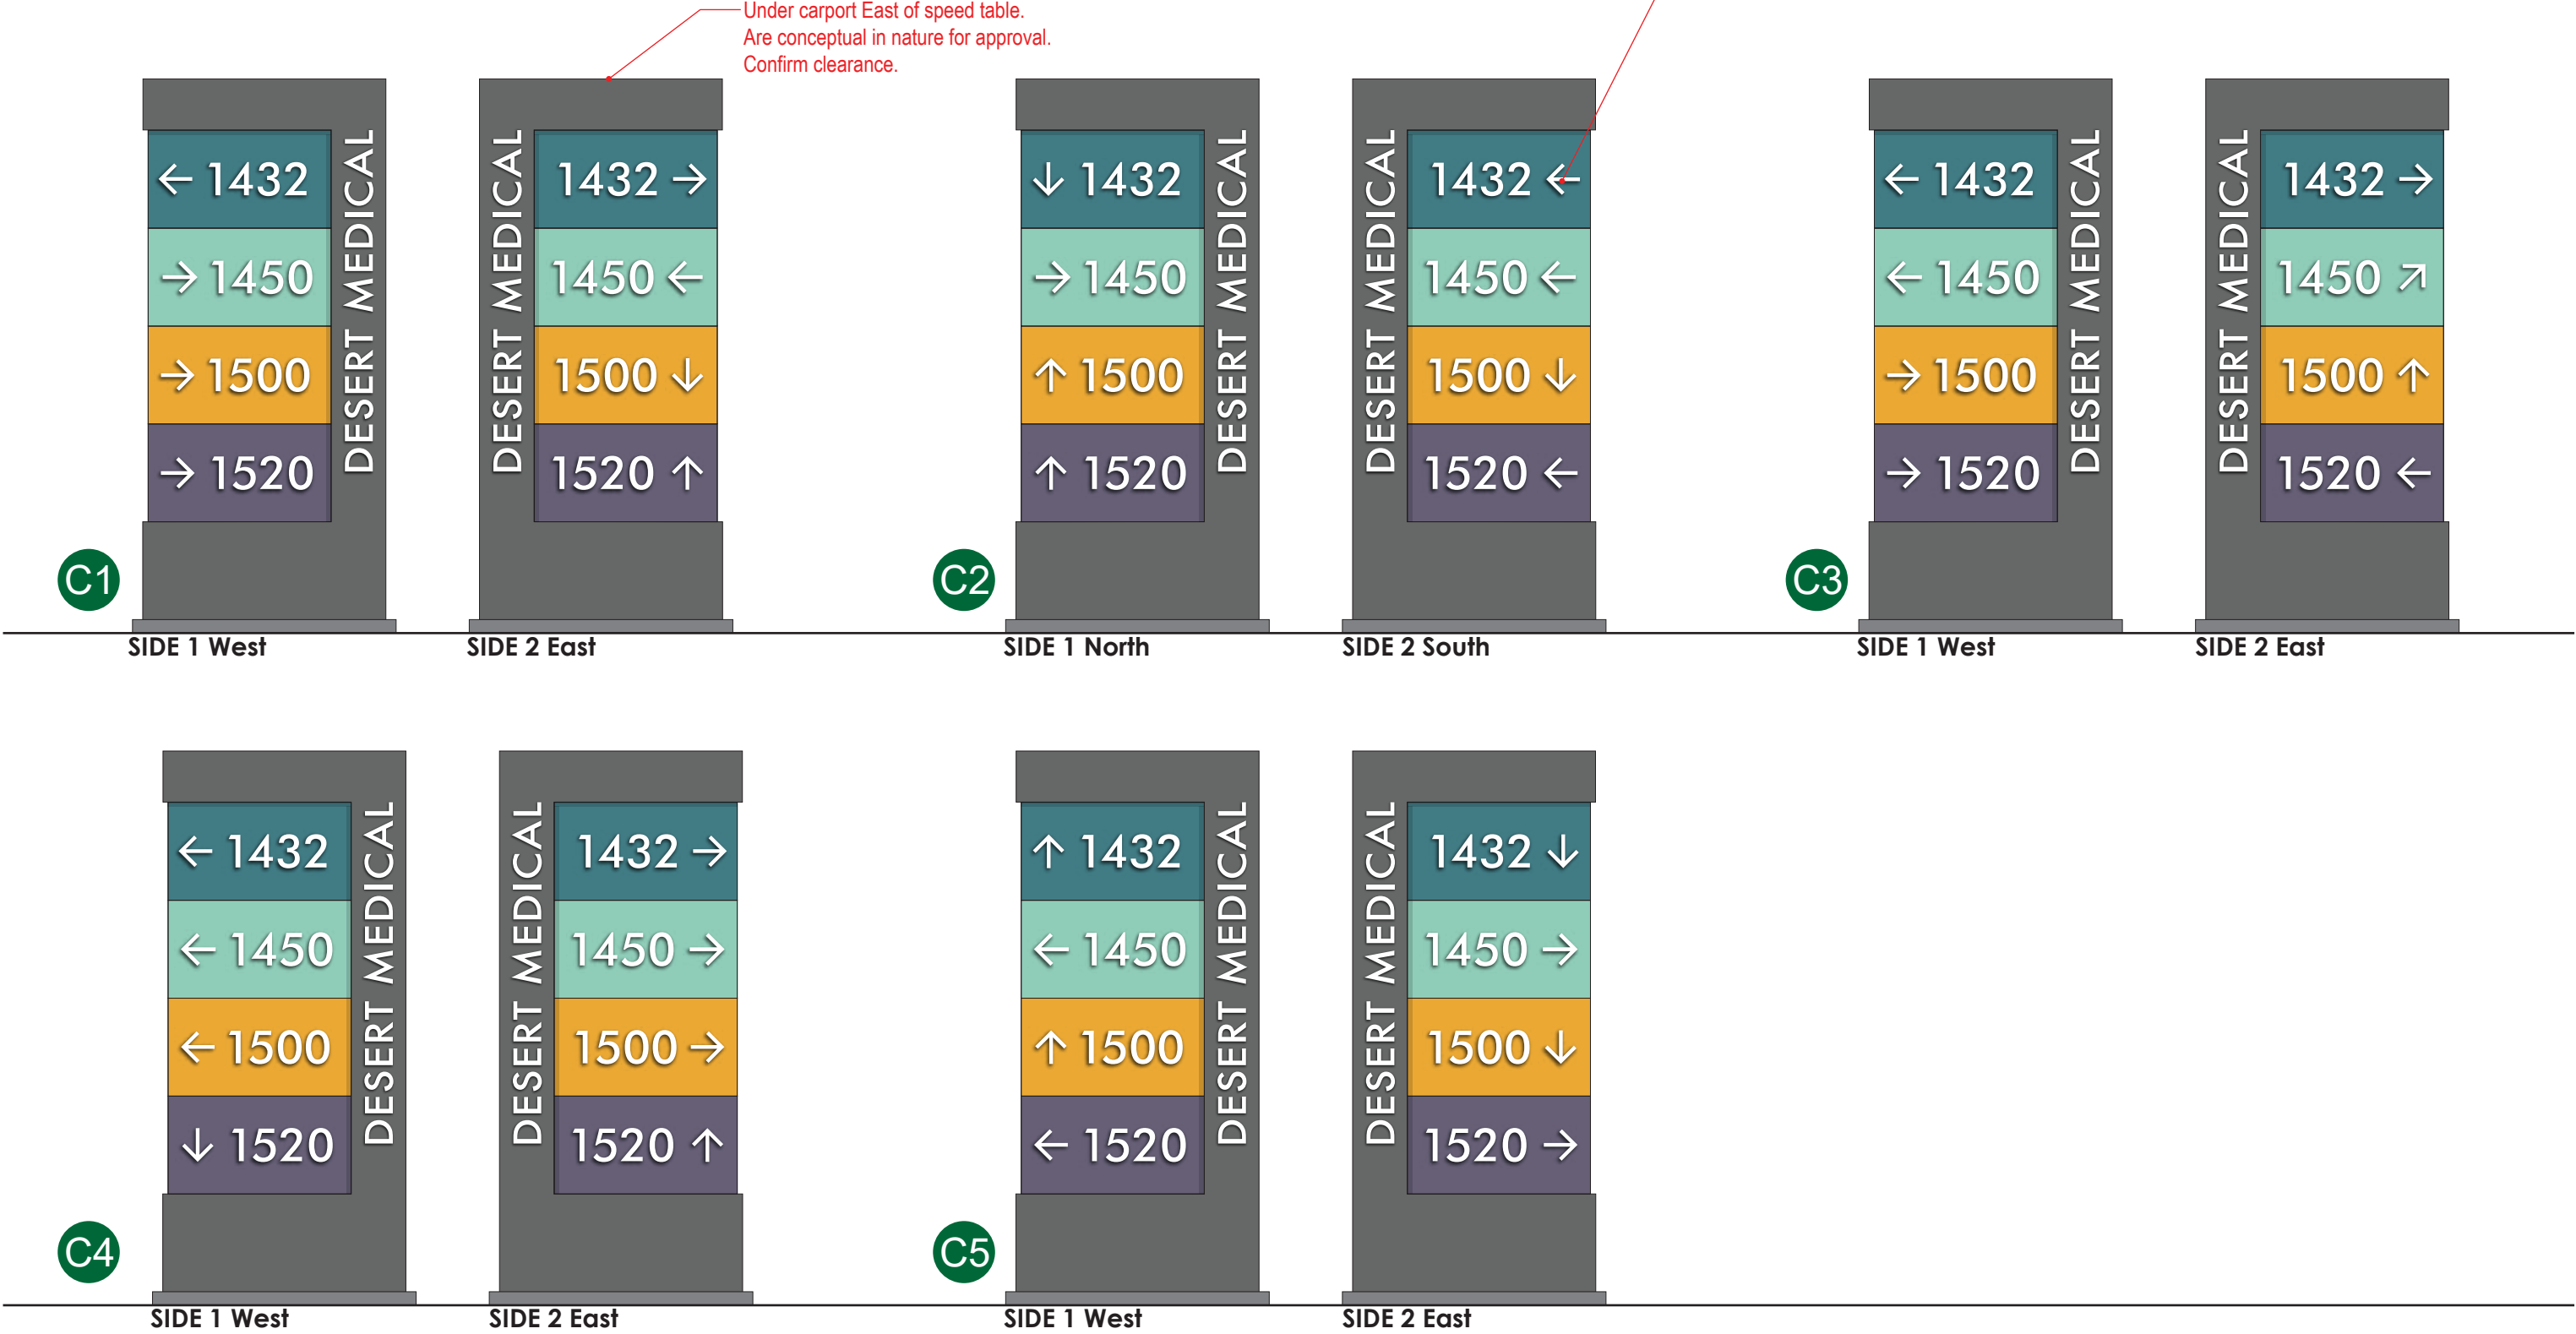 Under carport East of speed table.
Are conceptual in nature for approval.
Confirm clearance.
← 1432
→ 1450
→ 1500
→ 1520
DESERT MEDICAL
DESERT MEDICAL
1432 →
1450 ←
1500 ↓
1520 ↑
C1
SIDE 1 West
SIDE 2 East
↓ 1432
→ 1450
↑ 1500
↑ 1520
DESERT MEDICAL
DESERT MEDICAL
1432 ←
1450 ←
1500 ↓
1520 ←
C2
SIDE 1 North
SIDE 2 South
← 1432
← 1450
→ 1500
→ 1520
DESERT MEDICAL
DESERT MEDICAL
1432 →
1450 ↗
1500 ↑
1520 ←
C3
SIDE 1 West
SIDE 2 East
← 1432
← 1450
← 1500
↓ 1520
DESERT MEDICAL
DESERT MEDICAL
1432 →
1450 →
1500 →
1520 ↑
C4
SIDE 1 West
SIDE 2 East
↑ 1432
← 1450
↑ 1500
← 1520
DESERT MEDICAL
DESERT MEDICAL
1432 ↓
1450 →
1500 ↓
1520 →
C5
SIDE 1 West
SIDE 2 East